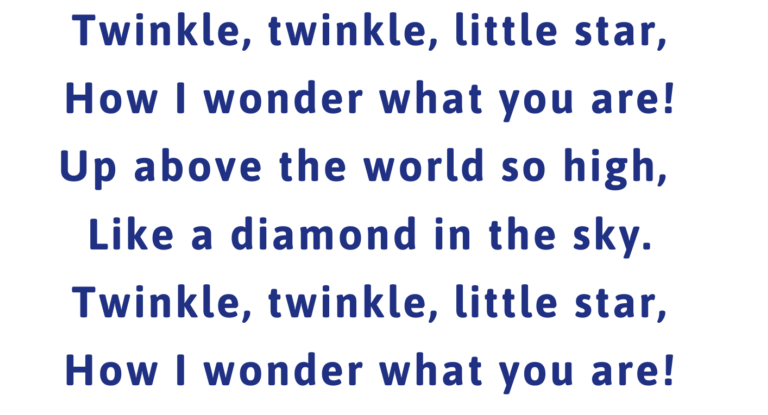 Twinkle, twinkle, little star,
How I wonder what you are!
Up above the world so high,
Like a diamond in the sky.
Twinkle, twinkle, little star,
How I wonder what you are!